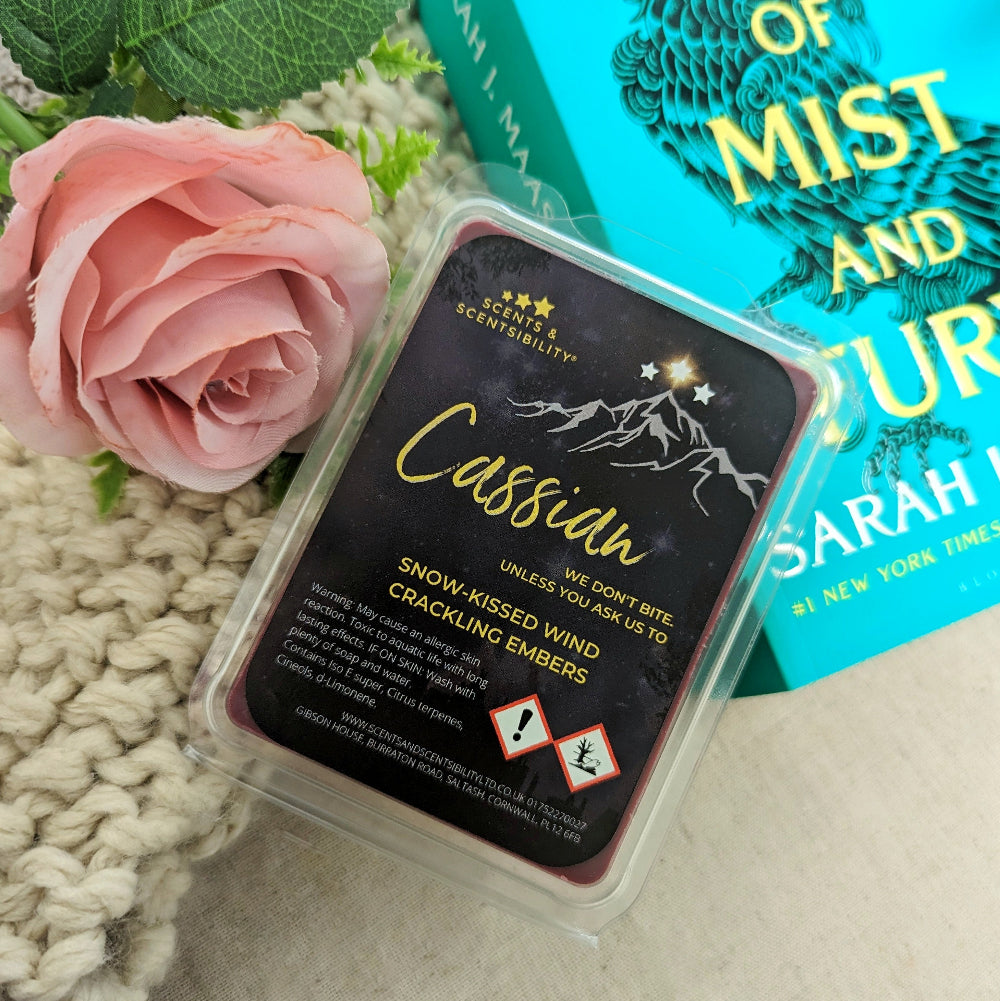 SCENTS &
SCENTSIBILITY®
Cassian
WE DON'T BITE.
UNLESS YOU ASK US TO
SNOW-KISSED WIND
CRACKLING EMBERS
Warning: May cause an allergic skin
reaction. Toxic to aquatic life with long
lasting effects. IF ON SKIN: Wash with
plenty of soap and water.
Contains Iso E super, Citrus terpenes,
Cineols, d-Limonene.
WWW.SCENTSANDSCENTSIBILITYLTD.CO.UK 01752270027
GIBSON HOUSE, BURRATON ROAD, SALTASH, CORNWALL, PL12 6FB
RAH J. MAAS
OF
MIST
AND
FUR
SARAH
#1 NEW YORK TIMES